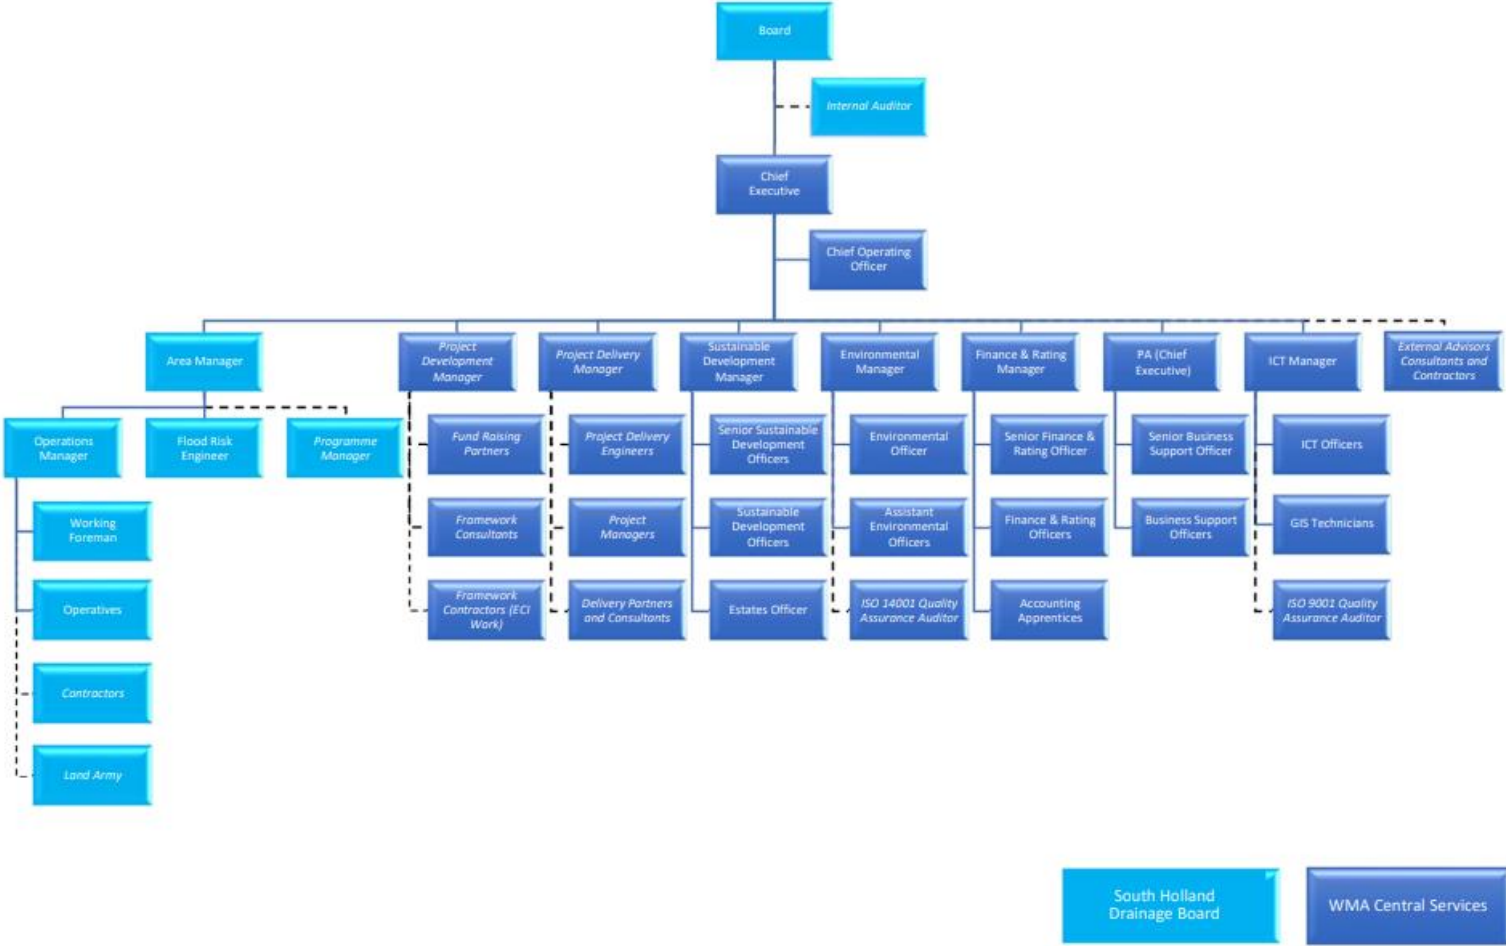 Board
Internal Auditor
Chief
Executive
Chief Operating
Officer
Area Manager
Project
Development
Manager
Project Delivery
Manager
Sustainable
Development
Manager
Environmental
Manager
Finance & Rating
Manager
PA (Chief
Executive)
ICT Manager
External Advisors
Consultants and
Contractors
Operations
Manager
Flood Risk
Engineer
Programme
Manager
Fund Raising
Partners
Project Delivery
Engineers
Senior Sustainable
Development
Officers
Environmental
Officer
Senior Finance &
Rating Officer
Senior Business
Support Officer
ICT Officers
Working
Foreman
Framework
Consultants
Project
Managers
Sustainable
Development
Officers
Assistant
Environmental
Officers
Finance & Rating
Officers
Business Support
Officers
GIS Technicians
Operatives
Framework
Contractors (ECI
Work)
Delivery Partners
and Consultants
Estates Officer
ISO 14001 Quality
Assurance Auditor
Accounting
Apprentices
ISO 9001 Quality
Assurance Auditor
Contractors
Land Army
South Holland
Drainage Board
WMA Central Services